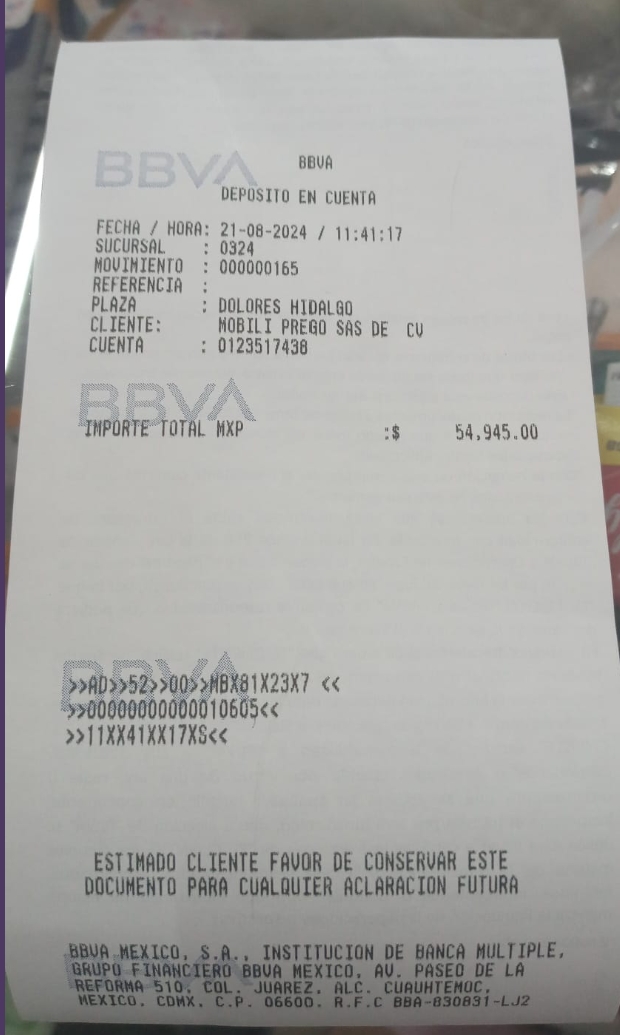 BBVA
BBVA
DEPOSITO EN CUENTA
FECHA / HORA: 21-08-2024 / 11:41:17
SUCURSAL : 0324
MOVIMIENTO : 000000165
REFERENCIA :
PLAZA : DOLORES HIDALGO
CLIENTE: MOBILI PREGO SAS DE CV
CUENTA : 0123517438
BBVA
IMPORTE TOTAL MXP :$ 54,945.00
BBVA
>>AD>>52>>00>>MBX81X23X7 <<
>>00000000000010605<<
>>11XX41XX17XS<<
ESTIMADO CLIENTE FAVOR DE CONSERVAR ESTE
DOCUMENTO PARA CUALQUIER ACLARACION FUTURA
BBVA MEXICO, S.A., INSTITUCION DE BANCA MULTIPLE,
GRUPO FINANCIERO BBVA MEXICO, AV. PASEO DE LA
REFORMA 510, COL. JUAREZ, ALC. CUAUHTEMOC,
MEXICO, CDMX, C.P. 06600. R.F.C BBA-830831-LJ2